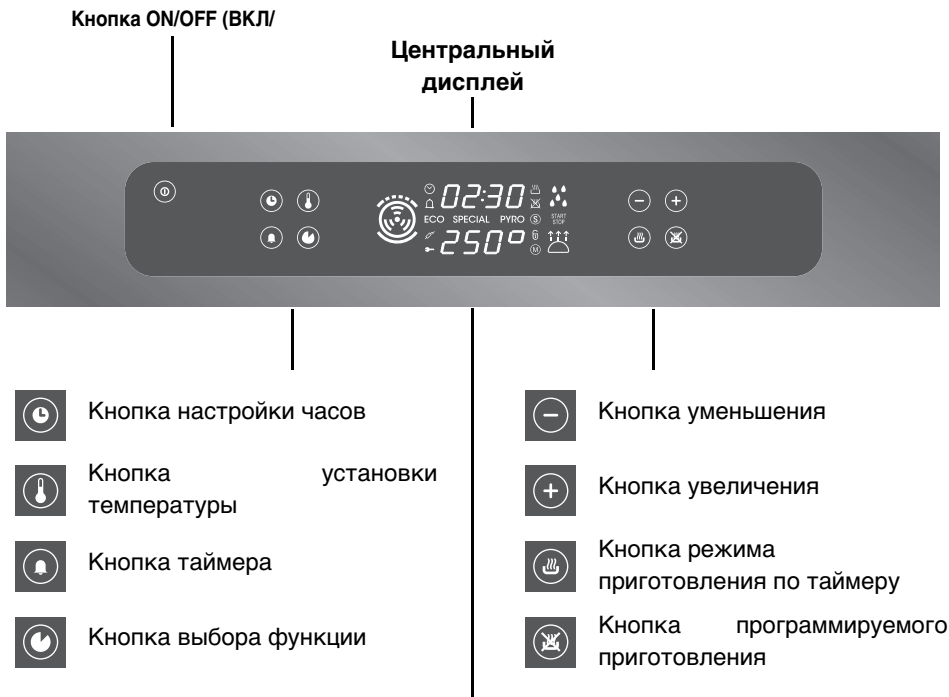 Кнопка ON/OFF (ВКЛ/
Центральный
дисплей
02:30
ECO SPECIAL PYRO S START
STOP
250°
M
Кнопка настройки часов
Кнопка установки
температуры
Кнопка таймера
Кнопка выбора функции
Кнопка уменьшения
Кнопка увеличения
Кнопка режима
приготовления по таймеру
Кнопка программируемого
приготовления